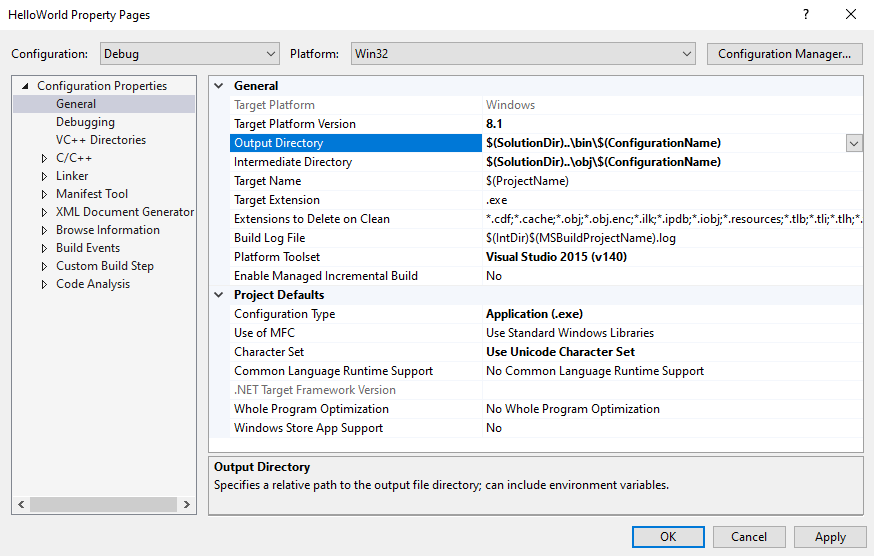 HelloWorld Property Pages
?
Configuration: Debug Platform: Win32 Configuration Manager...
Configuration Properties
General
Debugging
VC++ Directories
C/C++
Linker
Manifest Tool
XML Document Generator
Browse Information
Build Events
Custom Build Step
Code Analysis
General
Target Platform Windows
Target Platform Version 8.1
Output Directory $(SolutionDir)..\bin\$(ConfigurationName)
Intermediate Directory $(SolutionDir)..\obj\$(ConfigurationName)
Target Name $(ProjectName)
Target Extension .exe
Extensions to Delete on Clean *.cdf;*.cache;*.obj;*.obj.enc;*.ilk;*.ipdb;*.iobj;*.resources;*.tlb;*.tli;*.tlh;*.
Build Log File $(IntDir)$(MSBuildProjectName).log
Platform Toolset Visual Studio 2015 (v140)
Enable Managed Incremental Build No
Project Defaults
Configuration Type Application (.exe)
Use of MFC Use Standard Windows Libraries
Character Set Use Unicode Character Set
Common Language Runtime Support No Common Language Runtime Support
.NET Target Framework Version
Whole Program Optimization No Whole Program Optimization
Windows Store App Support No
Output Directory
Specifies a relative path to the output file directory; can include environment variables.
OK Cancel Apply